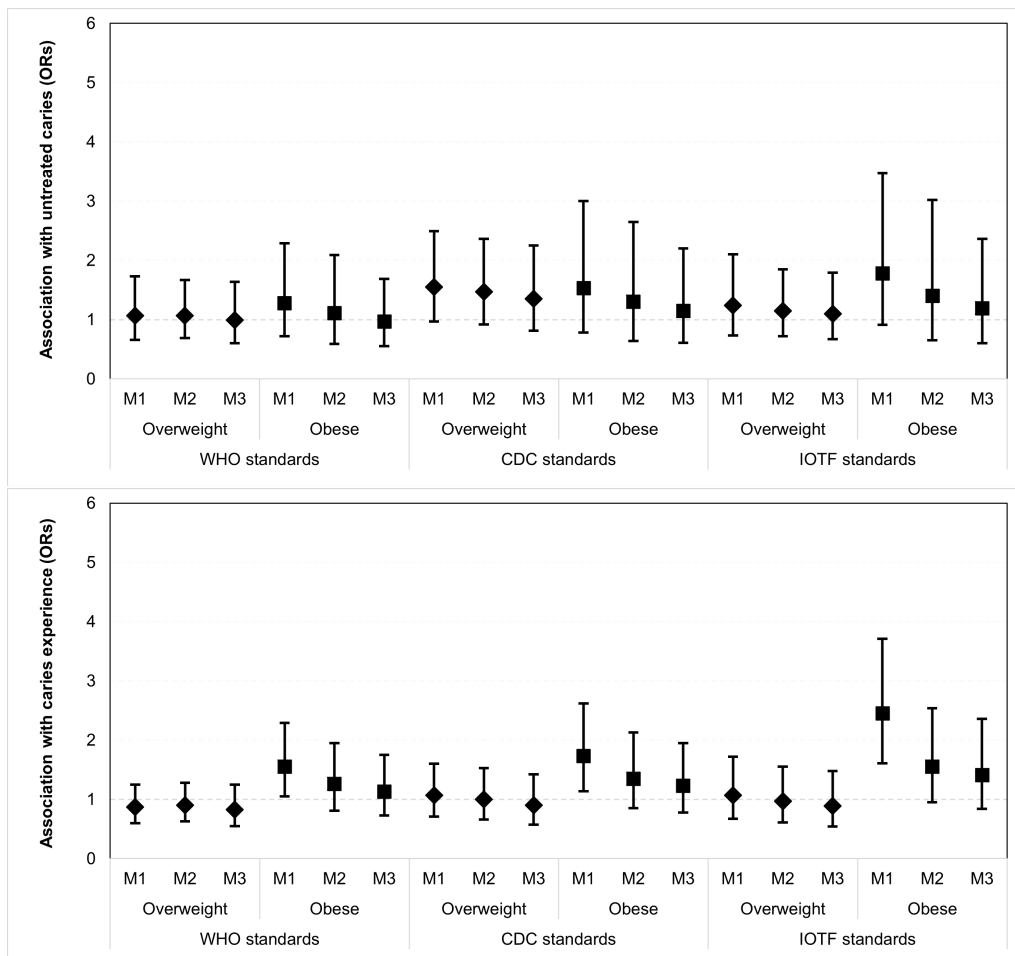 Association with untreated caries (ORs)
6
5
4
3
2
1
0
M1 M2 M3 M1 M2 M3 M1 M2 M3 M1 M2 M3 M1 M2 M3 M1 M2 M3
Overweight Obese Overweight Obese Overweight Obese
WHO standards CDC standards IOTF standards
Association with caries experience (ORs)
6
5
4
3
2
1
0
M1 M2 M3 M1 M2 M3 M1 M2 M3 M1 M2 M3 M1 M2 M3 M1 M2 M3
Overweight Obese Overweight Obese Overweight Obese
WHO standards CDC standards IOTF standards